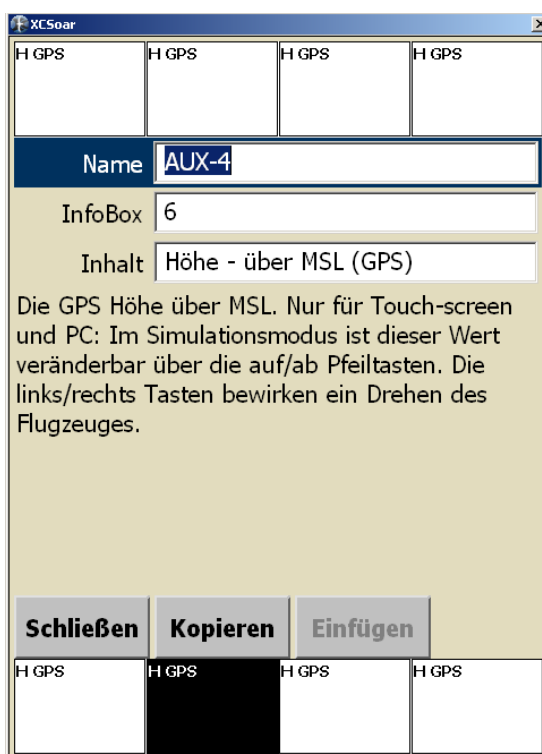 XCSoar
H GPS H GPS H GPS H GPS
Name AUX-4
InfoBox 6
Inhalt Höhe - über MSL (GPS)
Die GPS Höhe über MSL. Nur für Touch-screen
und PC: Im Simulationsmodus ist dieser Wert
veränderbar über die auf/ab Pfeiltasten. Die
links/rechts Tasten bewirken ein Drehen des
Flugzeuges.
Schließen Kopieren Einfügen
H GPS H GPS H GPS H GPS